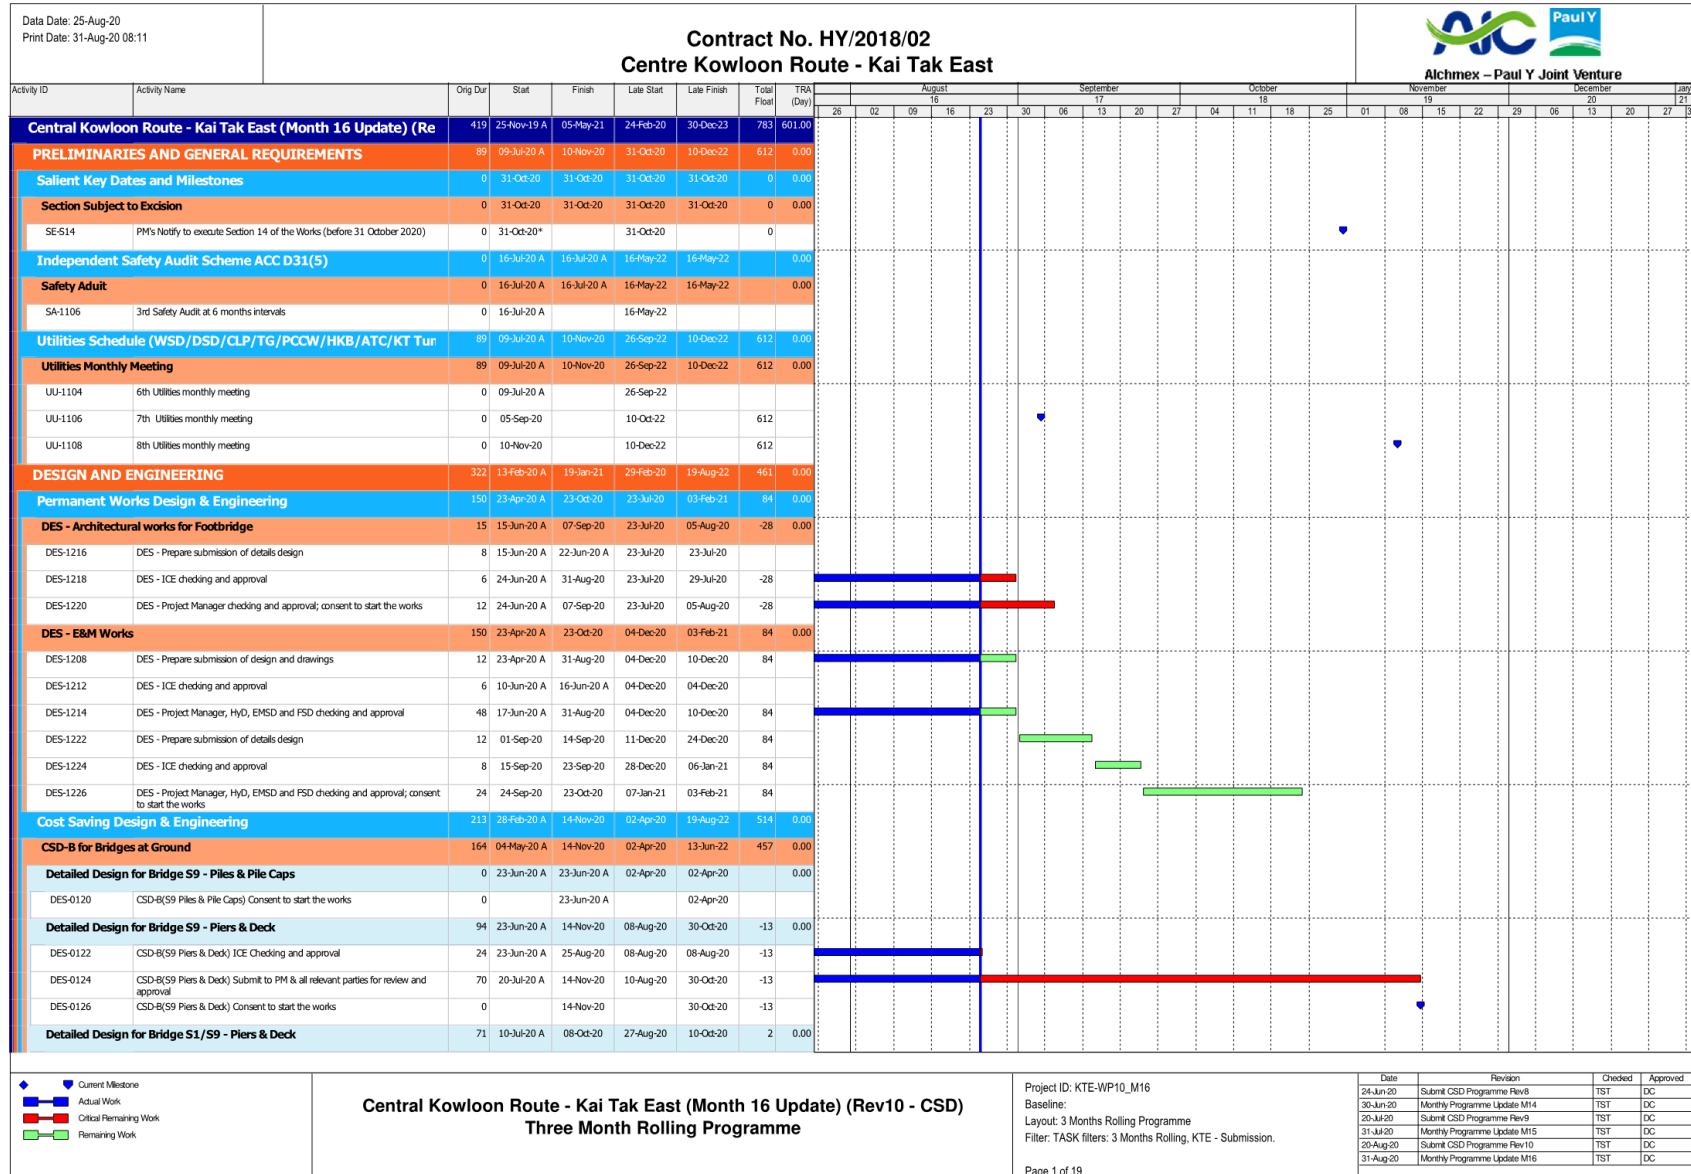 Data Date: 25-Aug-20
Print Date: 31-Aug-20 08:11
Contract No. HY/2018/02
Centre Kowloon Route - Kai Tak East
AJC
Paul Y
Alchmex – Paul Y Joint Venture
Activity ID Activity Name Orig Dur Start Finish Late Start Late Finish Total Float TRA (Day)
August September October November December
16 17 18 19 20 21
26 02 09 16 23 30 06 13 20 27 04 11 18 25 01 08 15 22 29 06 13 20 27
Central Kowloon Route - Kai Tak East (Month 16 Update) (Re 419 25-Nov-19 A 05-May-21 24-Feb-20 30-Dec-23 783 601.00
PRELIMINARIES AND GENERAL REQUIREMENTS 89 09-Jul-20 A 10-Nov-20 31-Oct-20 10-Dec-22 612 0.00
Salient Key Dates and Milestones 0 31-Oct-20 31-Oct-20 31-Oct-20 31-Oct-20 0 0.00
Section Subject to Excision 0 31-Oct-20 31-Oct-20 31-Oct-20 31-Oct-20 0 0.00
SE-S14 PM's Notify to execute Section 14 of the Works (before 31 October 2020) 0 31-Oct-20* 31-Oct-20 0
Independent Safety Audit Scheme ACC D31(5) 0 16-Jul-20 A 16-Jul-20 A 16-May-22 16-May-22 0.00
Safety Aduit 0 16-Jul-20 A 16-Jul-20 A 16-May-22 16-May-22 0.00
SA-1106 3rd Safety Audit at 6 months intervals 0 16-Jul-20 A 16-May-22
Utilities Schedule (WSD/DSD/CLP/TG/PCCW/HKB/ATC/KT Tur 89 09-Jul-20 A 10-Nov-20 26-Sep-22 10-Dec-22 612 0.00
Utilities Monthly Meeting 89 09-Jul-20 A 10-Nov-20 26-Sep-22 10-Dec-22 612 0.00
UU-1104 6th Utilities monthly meeting 0 09-Jul-20 A 26-Sep-22
UU-1106 7th Utilities monthly meeting 0 05-Sep-20 10-Oct-22 612
UU-1108 8th Utilities monthly meeting 0 10-Nov-20 10-Dec-22 612
DESIGN AND ENGINEERING 322 13-Feb-20 A 19-Jan-21 29-Feb-20 19-Aug-22 461 0.00
Permanent Works Design & Engineering 150 23-Apr-20 A 23-Oct-20 23-Jul-20 03-Feb-21 84 0.00
DES - Architectural works for Footbridge 15 15-Jun-20 A 07-Sep-20 23-Jul-20 05-Aug-20 -28 0.00
DES-1216 DES - Prepare submission of details design 8 15-Jun-20 A 22-Jun-20 A 23-Jul-20 23-Jul-20
DES-1218 DES - ICE checking and approval 6 24-Jun-20 A 31-Aug-20 23-Jul-20 29-Jul-20 -28
DES-1220 DES - Project Manager checking and approval; consent to start the works 12 24-Jun-20 A 07-Sep-20 23-Jul-20 05-Aug-20 -28
DES - E&M Works 150 23-Apr-20 A 23-Oct-20 04-Dec-20 03-Feb-21 84 0.00
DES-1208 DES - Prepare submission of design and drawings 12 23-Apr-20 A 31-Aug-20 04-Dec-20 10-Dec-20 84
DES-1212 DES - ICE checking and approval 6 10-Jun-20 A 16-Jun-20 A 04-Dec-20 04-Dec-20
DES-1214 DES - Project Manager, HyD, EMSD and FSD checking and approval 48 17-Jun-20 A 31-Aug-20 04-Dec-20 10-Dec-20 84
DES-1222 DES - Prepare submission of details design 12 01-Sep-20 14-Sep-20 11-Dec-20 24-Dec-20 84
DES-1224 DES - ICE checking and approval 8 15-Sep-20 23-Sep-20 28-Dec-20 06-Jan-21 84
DES-1226 DES - Project Manager, HyD, EMSD and FSD checking and approval; consent 24 24-Sep-20 23-Oct-20 07-Jan-21 03-Feb-21 84
to start the works
Cost Saving Design & Engineering 213 28-Feb-20 A 14-Nov-20 02-Apr-20 19-Aug-22 514 0.00
CSD-B for Bridges at Ground 164 04-May-20 A 14-Nov-20 02-Apr-20 13-Jun-22 457 0.00
Detailed Design for Bridge S9 - Piles & Pile Caps 0 23-Jun-20 A 23-Jun-20 A 02-Apr-20 02-Apr-20 0.00
DES-0120 CSD-B(S9 Piles & Pile Caps) Consent to start the works 0 23-Jun-20 A 02-Apr-20
Detailed Design for Bridge S9 - Piers & Deck 94 23-Jun-20 A 14-Nov-20 08-Aug-20 30-Oct-20 -13 0.00
DES-0122 CSD-B(S9 Piers & Deck) ICE Checking and approval 24 23-Jun-20 A 25-Aug-20 08-Aug-20 08-Aug-20 -13
DES-0124 CSD-B(S9 Piers & Deck) Submit to PM & all relevant parties for review and 70 20-Jul-20 A 14-Nov-20 10-Aug-20 30-Oct-20 -13
approval
DES-0126 CSD-B(S9 Piers & Deck) Consent to start the works 0 14-Nov-20 30-Oct-20 -13
Detailed Design for Bridge S1/S9 - Piers & Deck 71 10-Jul-20 A 08-Oct-20 27-Aug-20 10-Oct-20 2 0.00
Current Milestone
Actual Work
Critical Remaining Work
Remaining Work
Central Kowloon Route - Kai Tak East (Month 16 Update) (Rev10 - CSD)
Three Month Rolling Programme
Project ID: KTE-WP10_M16
Baseline:
Layout: 3 Months Rolling Programme
Filter: TASK filters: 3 Months Rolling, KTE - Submission.
Page 1 of 19
Date Revision Checked Approved
24-Jun-20 Submit CSD Programme Rev8 TST DC
30-Jun-20 Monthly Programme Update M14 TST DC
20-Jul-20 Submit CSD Programme Rev9 TST DC
31-Jul-20 Monthly Programme Update M15 TST DC
20-Aug-20 Submit CSD Programme Rev10 TST DC
31-Aug-20 Monthly Programme Update M16 TST DC